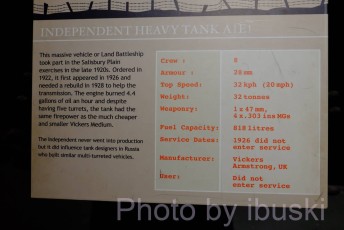 INDEPENDENT HEAVY TANK A1E1
This massive vehicle or Land Battleship
took part in the Salisbury Plain
exercises in the late 1920s. Ordered in
1922, it first appeared in 1926 and
needed a rebuild in 1928 to help the
transmission. The engine burned 4.4
gallons of oil an hour and despite
having five turrets, the tank had the
same firepower as the much cheaper
and smaller Vickers Medium.
The Independent never went into production
but it did influence tank designers in Russia
who built similar multi-turreted vehicles.
Crew : 8
Armour : 28 mm
Top Speed: 32 kph (20 mph)
Weight: 32 tonnes
Weaponry: 1 x 47 mm,
4 x .303 ins MGs
Fuel Capacity: 818 litres
Service Dates: 1926 did not
enter service
Manufacturer: Vickers
Armstrong, UK
User: Did not
enter service
Photo by ibuski